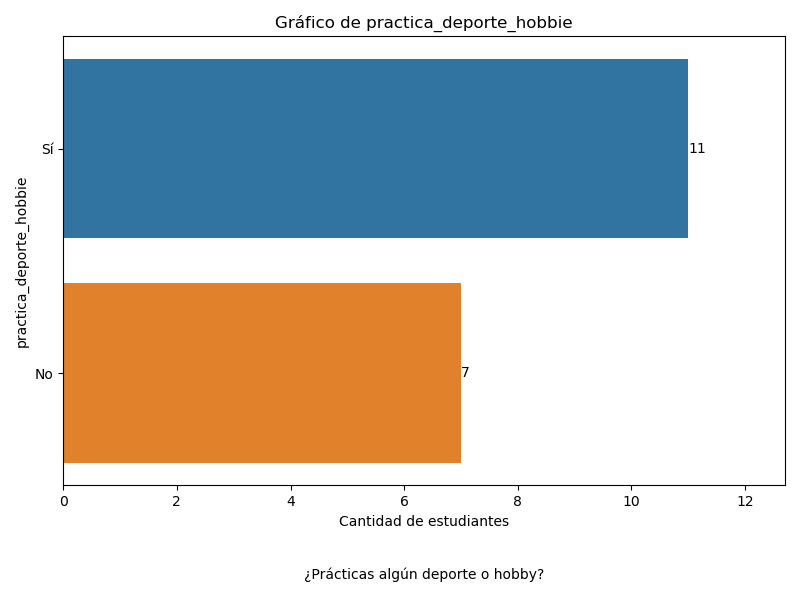 Gráfico de practica_deporte_hobbie
practica_deporte_hobbie
Sí
11
No
7
0 2 4 6 8 10 12
Cantidad de estudiantes
¿Prácticas algún deporte o hobby?